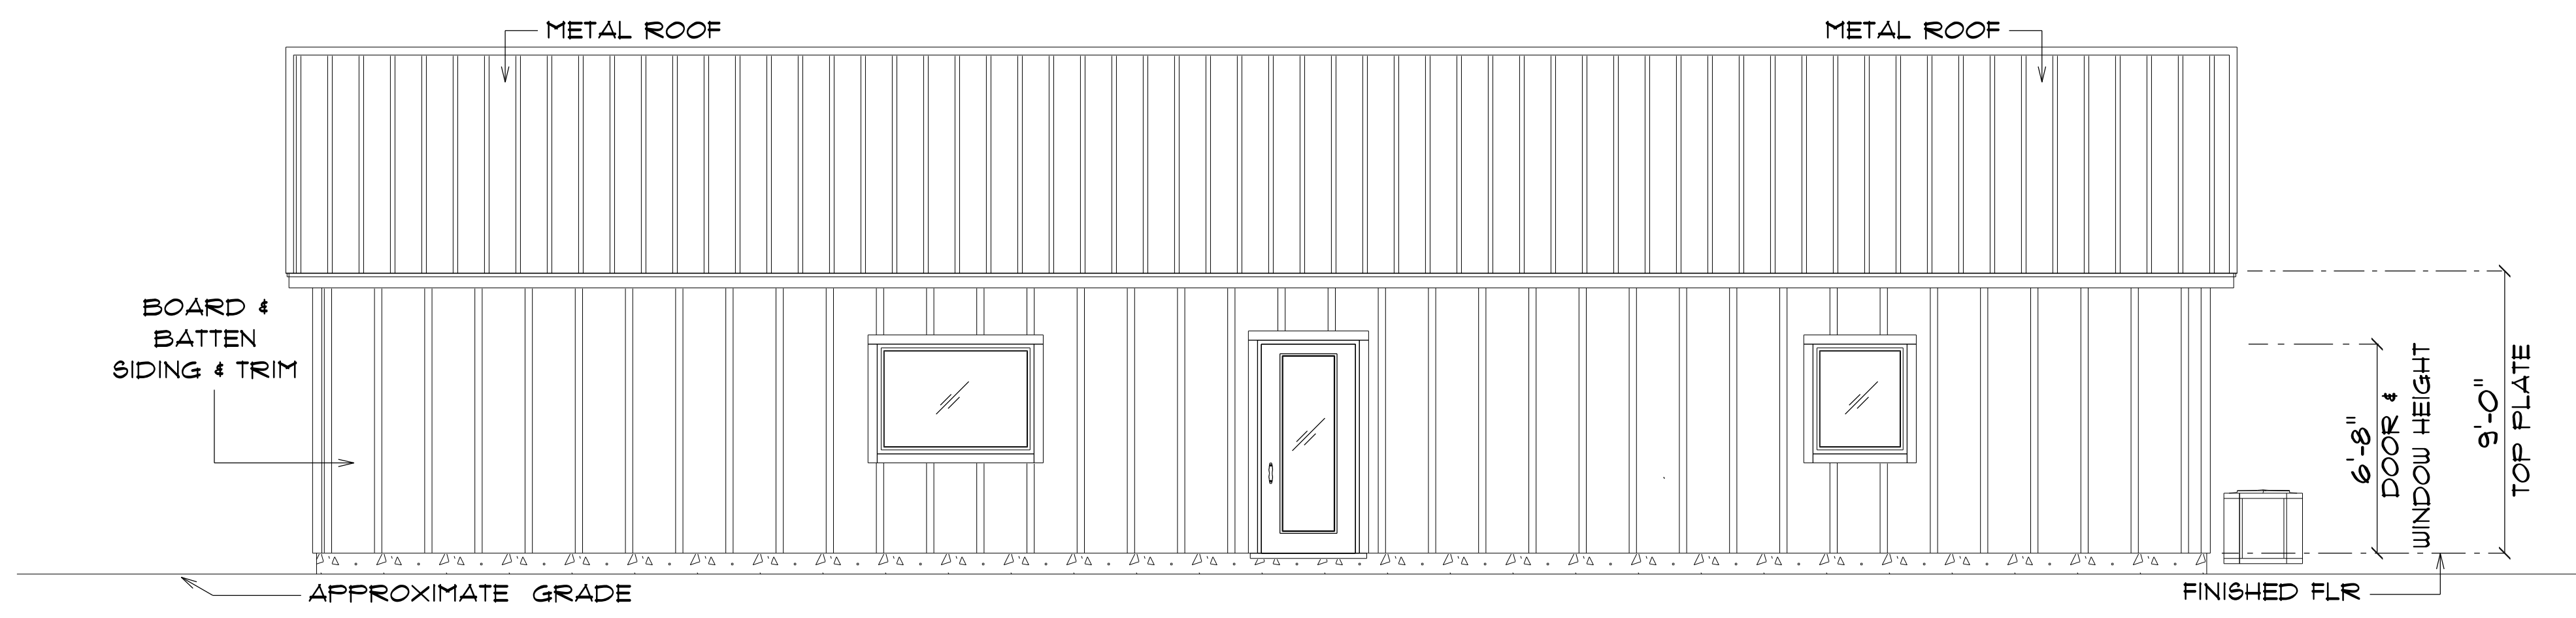 METAL ROOF
METAL ROOF
BOARD &
BATTEN
SIDING & TRIM
6'-8"
DOOR &
WINDOW HEIGHT
9'-0"
TOP PLATE
APPROXIMATE GRADE
FINISHED FLR